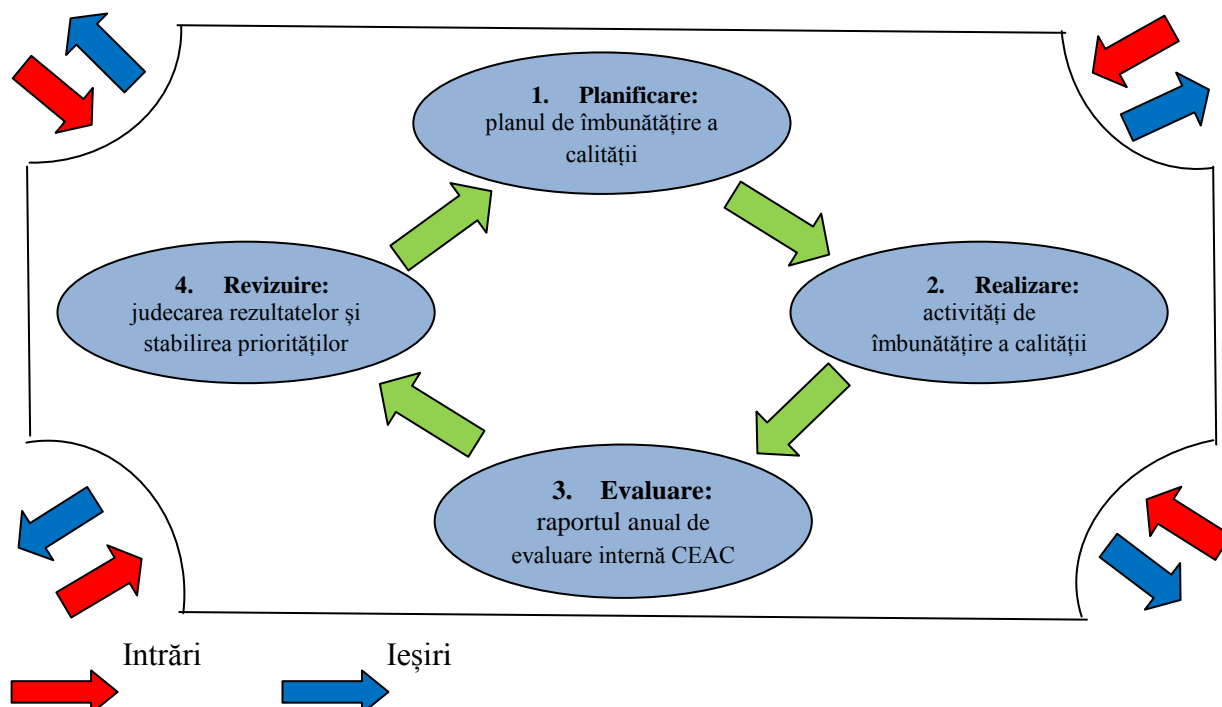 1. Planificare:
planul de îmbunătățire a
calității
2. Realizare:
activități de
îmbunătățire a calității
3. Evaluare:
raportul anual de
evaluare internă CEAC
4. Revizuire:
judecarea rezultatelor și
stabilirea priorităților
Intrări
Ieșiri